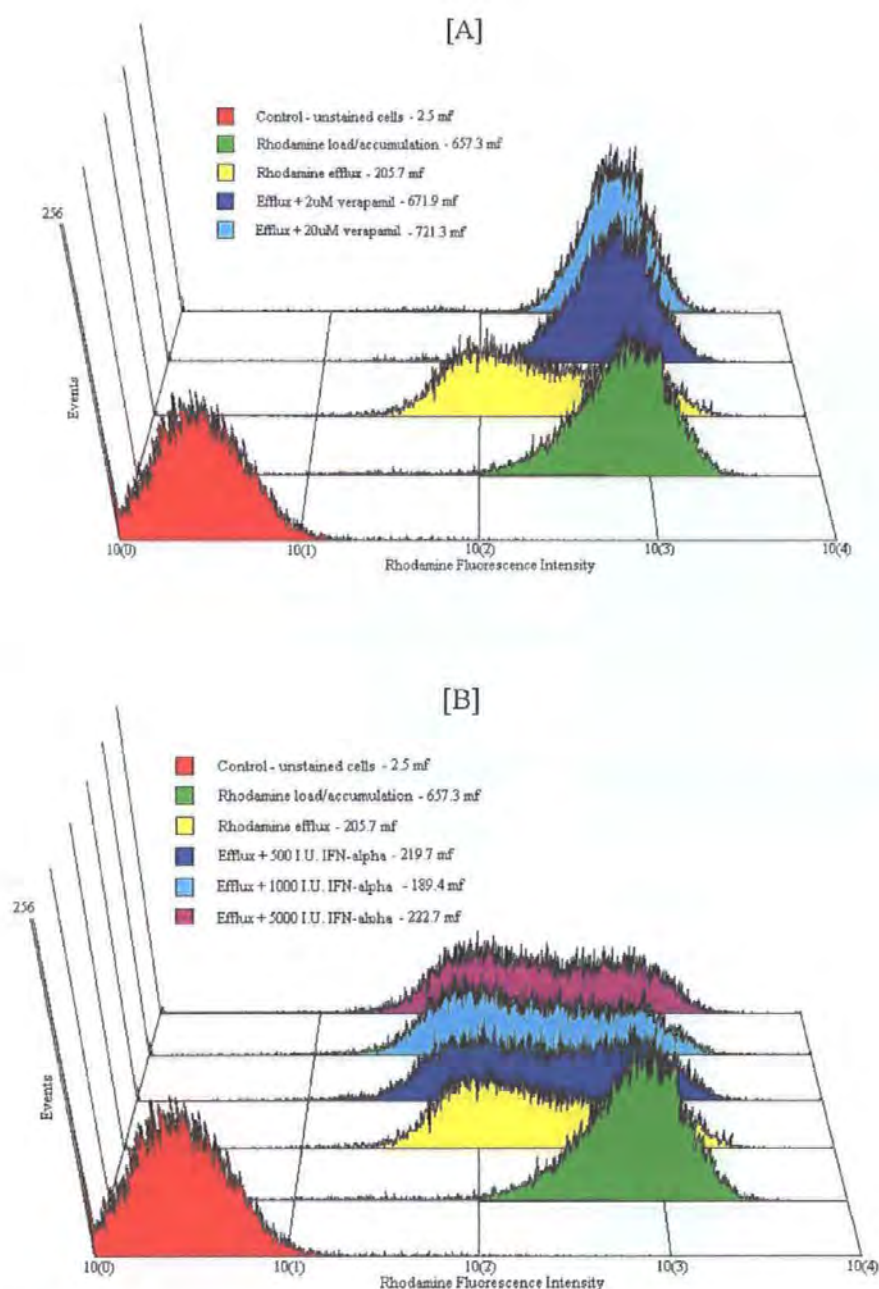 [A]
Control - unstained cells - 2.5 mf
Rhodamine load/accumulation - 657.3 mf
Rhodamine efflux - 205.7 mf
Efflux + 2uM verapamil - 671.9 mf
Efflux + 20uM verapamil - 721.3 mf
256
Events
10(0) 10(1) 10(2) 10(3) 10(4)
Rhodamine Fluorescence Intensity
[B]
Control - unstained cells - 2.5 mf
Rhodamine load/accumulation - 657.3 mf
Rhodamine efflux - 205.7 mf
Efflux + 500 I.U. IFN-alpha - 219.7 mf
Efflux + 1000 I.U. IFN-alpha - 189.4 mf
Efflux + 5000 I.U. IFN-alpha - 222.7 mf
256
Events
10(0) 10(1) 10(2) 10(3) 10(4)
Rhodamine Fluorescence Intensity